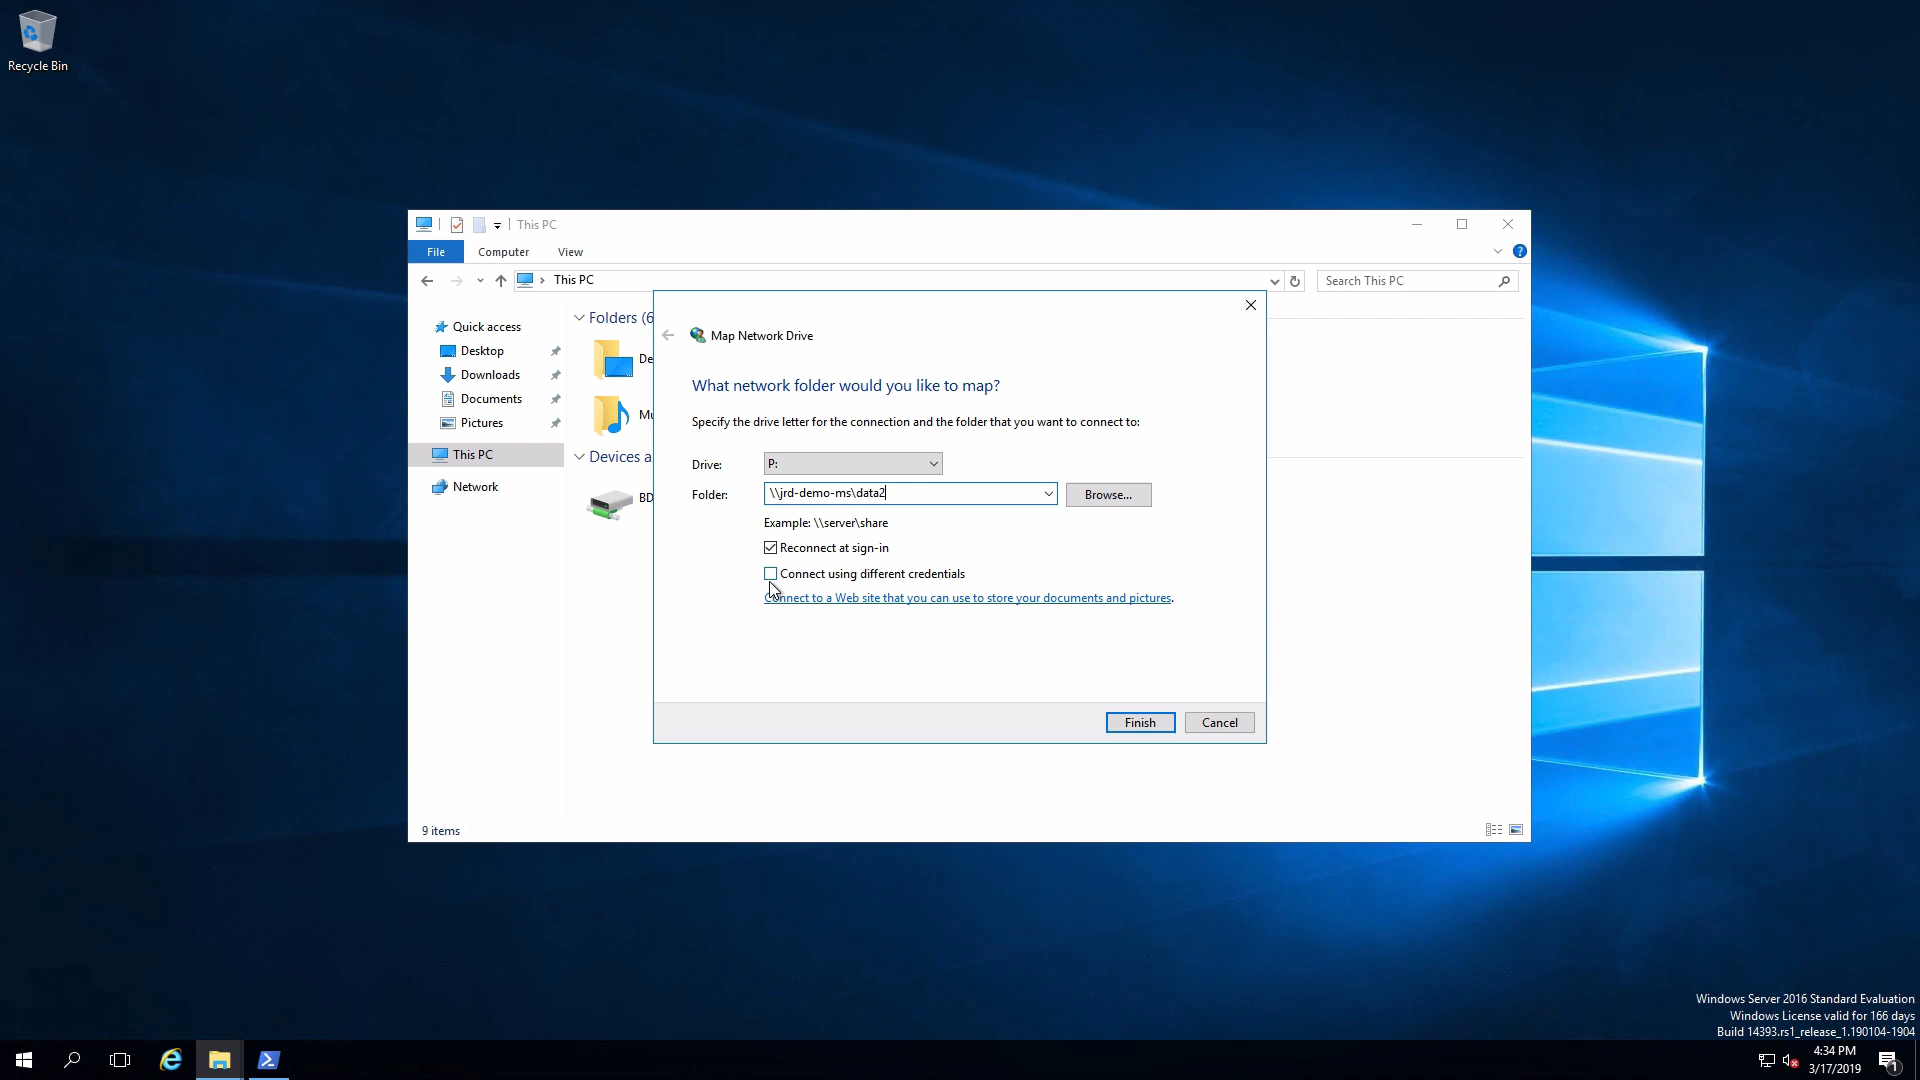 Recycle Bin
This PC
File
Computer
View
This PC
Search This PC
Quick access
Desktop
Downloads
Documents
Pictures
This PC
Network
Folders (6
De
Mu
Devices a
BD
Map Network Drive
What network folder would you like to map?
Specify the drive letter for the connection and the folder that you want to connect to:
Drive:
P:
Folder:
\\jrd-demo-ms\data2
Browse...
Example: \\server\share
Reconnect at sign-in
Connect using different credentials
Connect to a Web site that you can use to store your documents and pictures.
Finish
Cancel
9 items
Windows Server 2016 Standard Evaluation
Windows License valid for 166 days
Build 14393.rs1_release_1.190104-1904
4:34 PM
3/17/2019
1